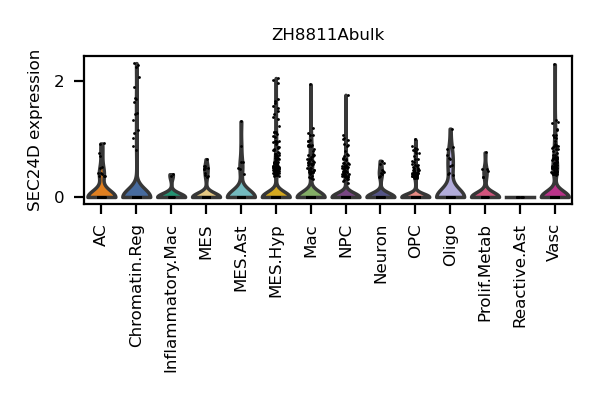 ZH8811Abulk
SEC24D expression
2
0
AC
Chromatin.Reg
Inflammatory.Mac
MES
MES.Ast
MES.Hyp
Mac
NPC
Neuron
OPC
Oligo
Prolif.Metab
Reactive.Ast
Vasc